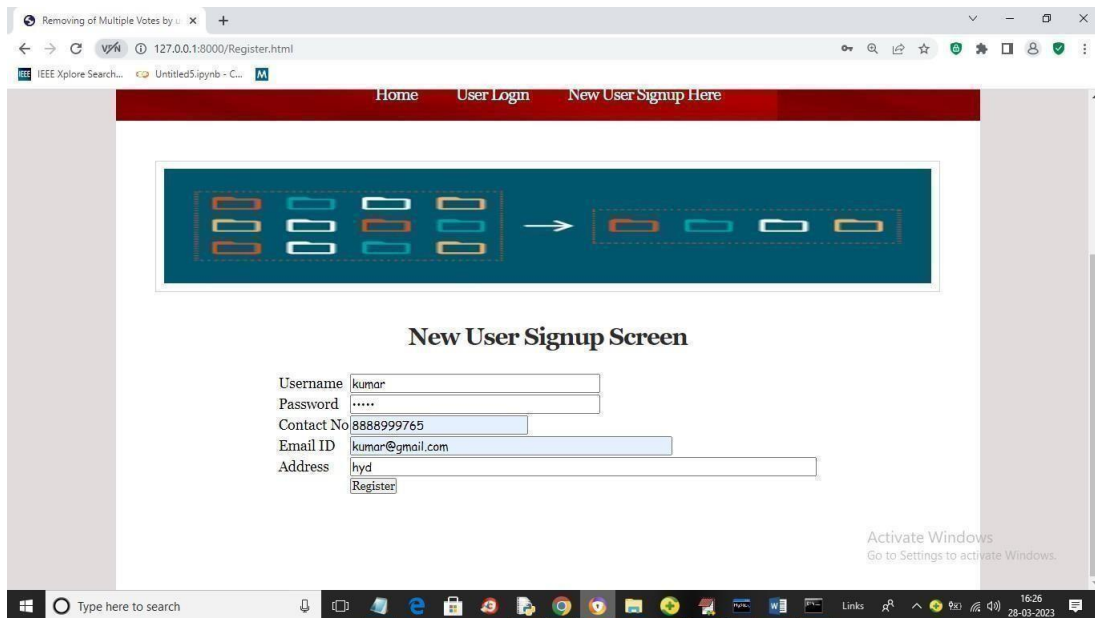 Removing of Multiple Votes by u
VPN 127.0.0.1:8000/Register.html
IEEE IEEE Xplore Search... CO Untitled5.ipynb - C... M
Home User Login New User Signup Here
New User Signup Screen
Username kumar
Password •••••
Contact No 8888999765
Email ID kumar@gmail.com
Address hyd
Register
Activate Windows
Go to Settings to activate Windows.
Type here to search Links 16:26
28-03-2023